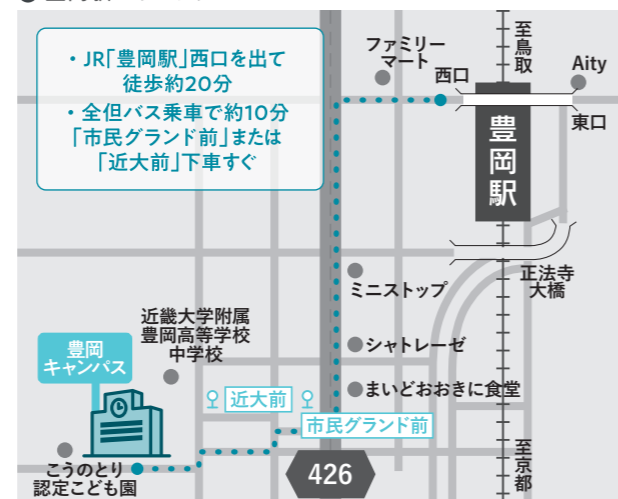 ・JR「豊岡駅」西口を出て
徒歩約20分
・全但バス乗車で約10分
「市民グランド前」または
「近大前」下車すぐ
ファミリー
マート
西口
至鳥取
Aity
東口
豊岡駅
正法寺
大橋
ミニストップ
近畿大学附属
豊岡高等学校
中学校
シャトレーゼ
豊岡
キャンパス
まいどおおきに食堂
近大前
市民グランド前
こうのとり
認定こども園
426
至京都